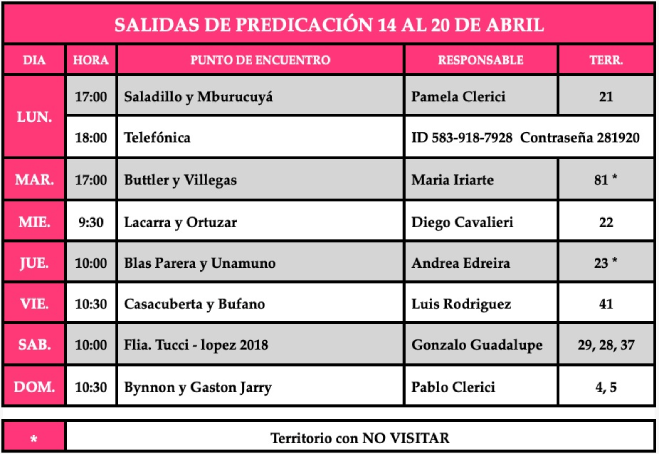 SALIDAS DE PREDICACIÓN 14 AL 20 DE ABRIL
DIA HORA PUNTO DE ENCUENTRO RESPONSABLE TERR.
LUN. 17:00 Saladillo y Mburucuyá Pamela Clerici 21
18:00 Telefónica ID 583-918-7928 Contraseña 281920
MAR. 17:00 Buttler y Villegas Maria Iriarte 81 *
MIE. 9:30 Lacarra y Ortuzar Diego Cavalieri 22
JUE. 10:00 Blas Parera y Unamuno Andrea Edreira 23 *
VIE. 10:30 Casacuberta y Bufano Luis Rodriguez 41
SAB. 10:00 Flia. Tucci - lopez 2018 Gonzalo Guadalupe 29, 28, 37
DOM. 10:30 Bynnon y Gaston Jarry Pablo Clerici 4, 5
* Territorio con NO VISITAR